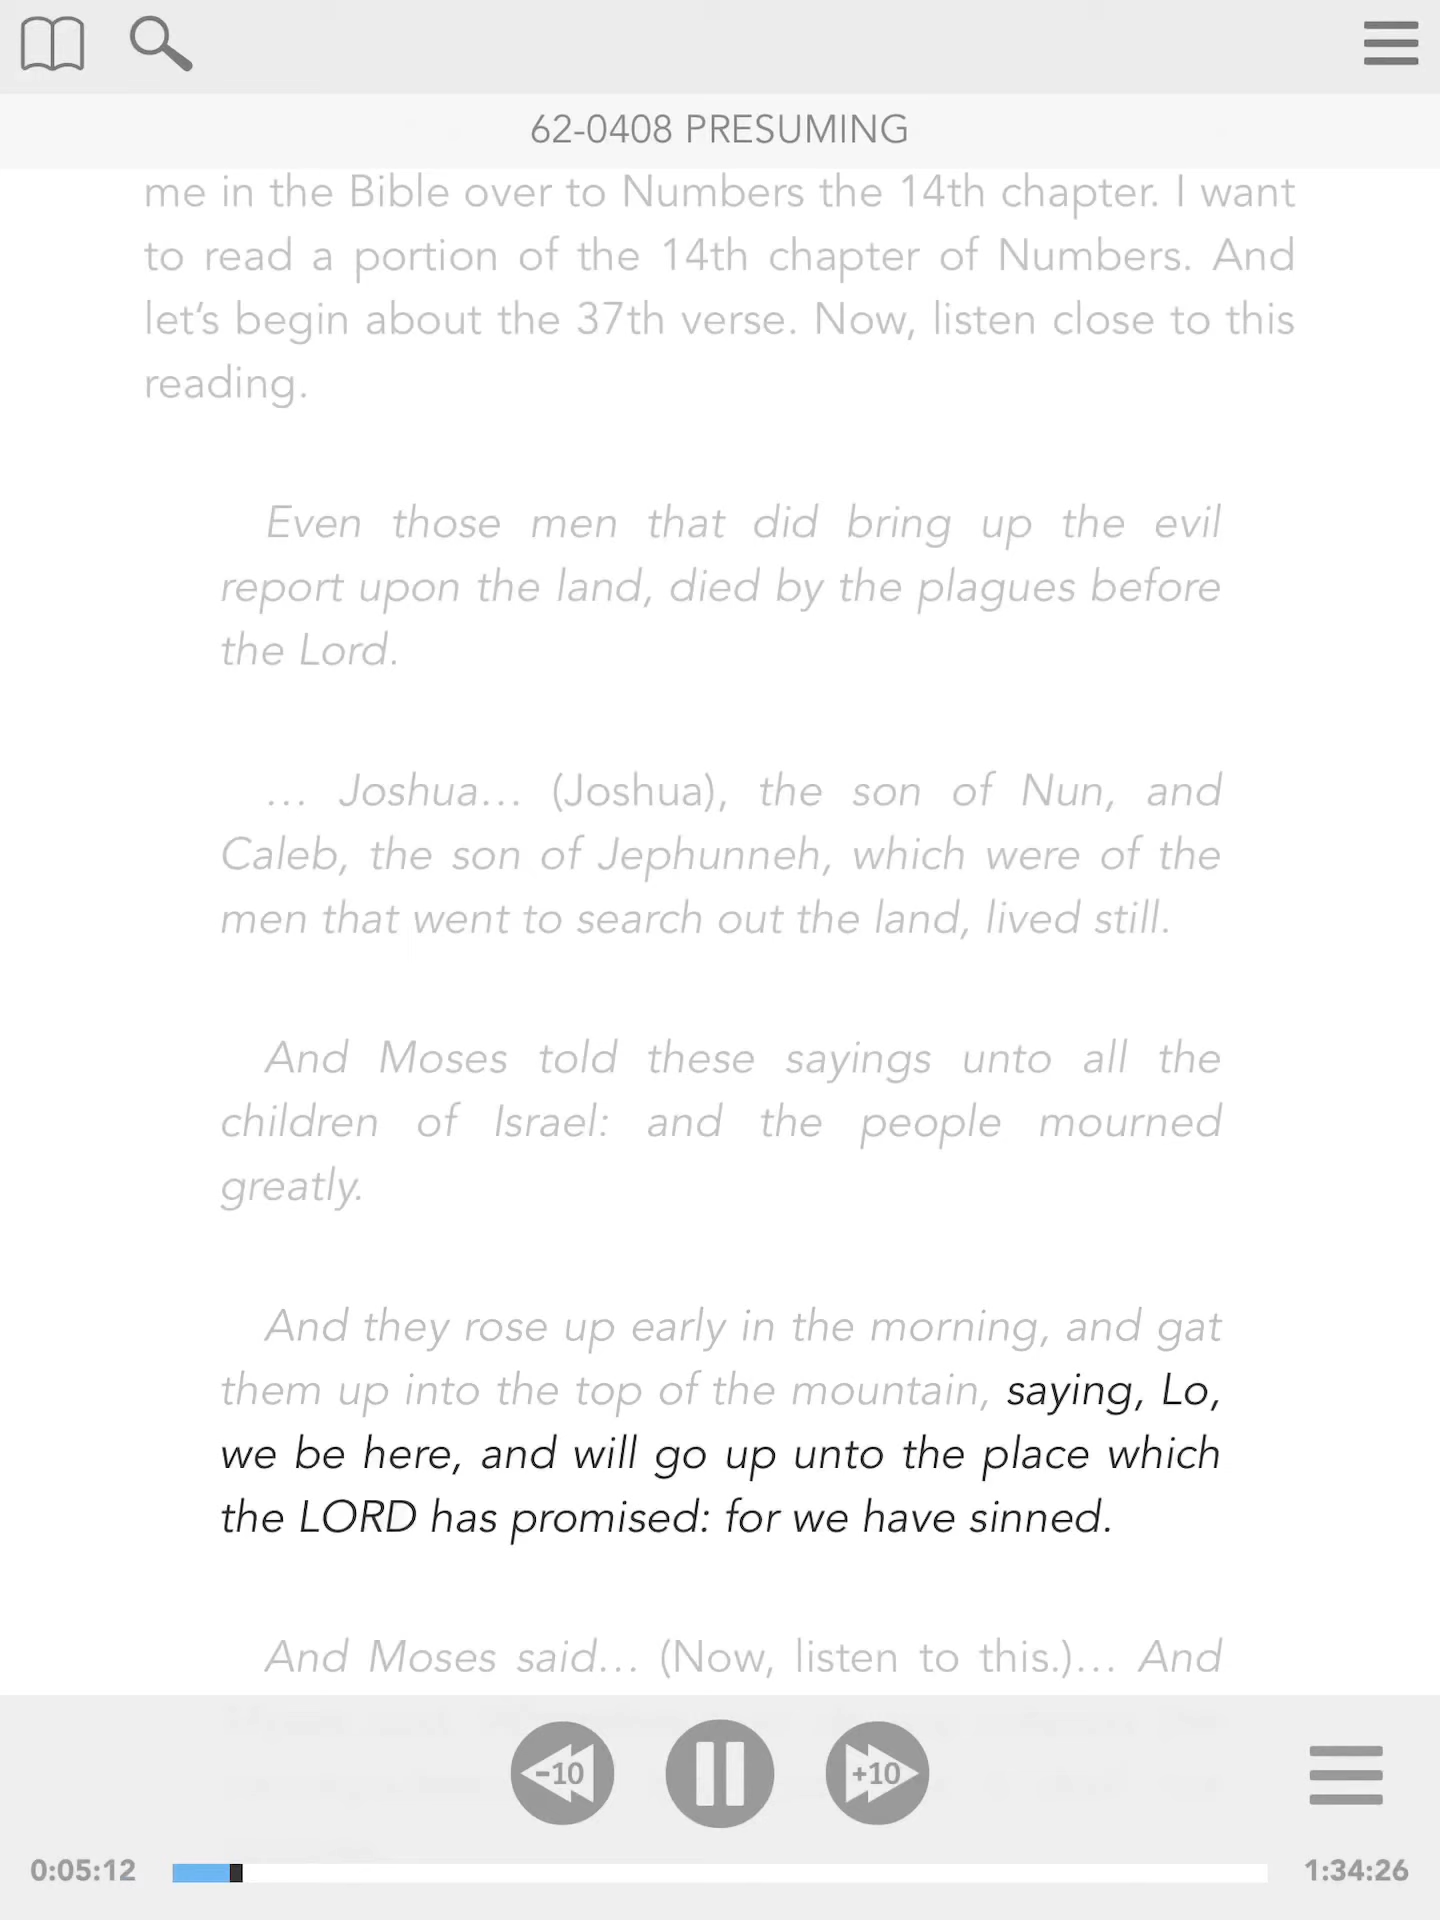 62-0408 PRESUMING
me in the Bible over to Numbers the 14th chapter. I want
to read a portion of the 14th chapter of Numbers. And
let’s begin about the 37th verse. Now, listen close to this
reading.
Even those men that did bring up the evil
report upon the land, died by the plagues before
the Lord.
… Joshua… (Joshua), the son of Nun, and
Caleb, the son of Jephunneh, which were of the
men that went to search out the land, lived still.
And Moses told these sayings unto all the
children of Israel: and the people mourned
greatly.
And they rose up early in the morning, and gat
them up into the top of the mountain, saying, Lo,
we be here, and will go up unto the place which
the LORD has promised: for we have sinned.
And Moses said… (Now, listen to this.)… And
-10 +10
0:05:12 1:34:26